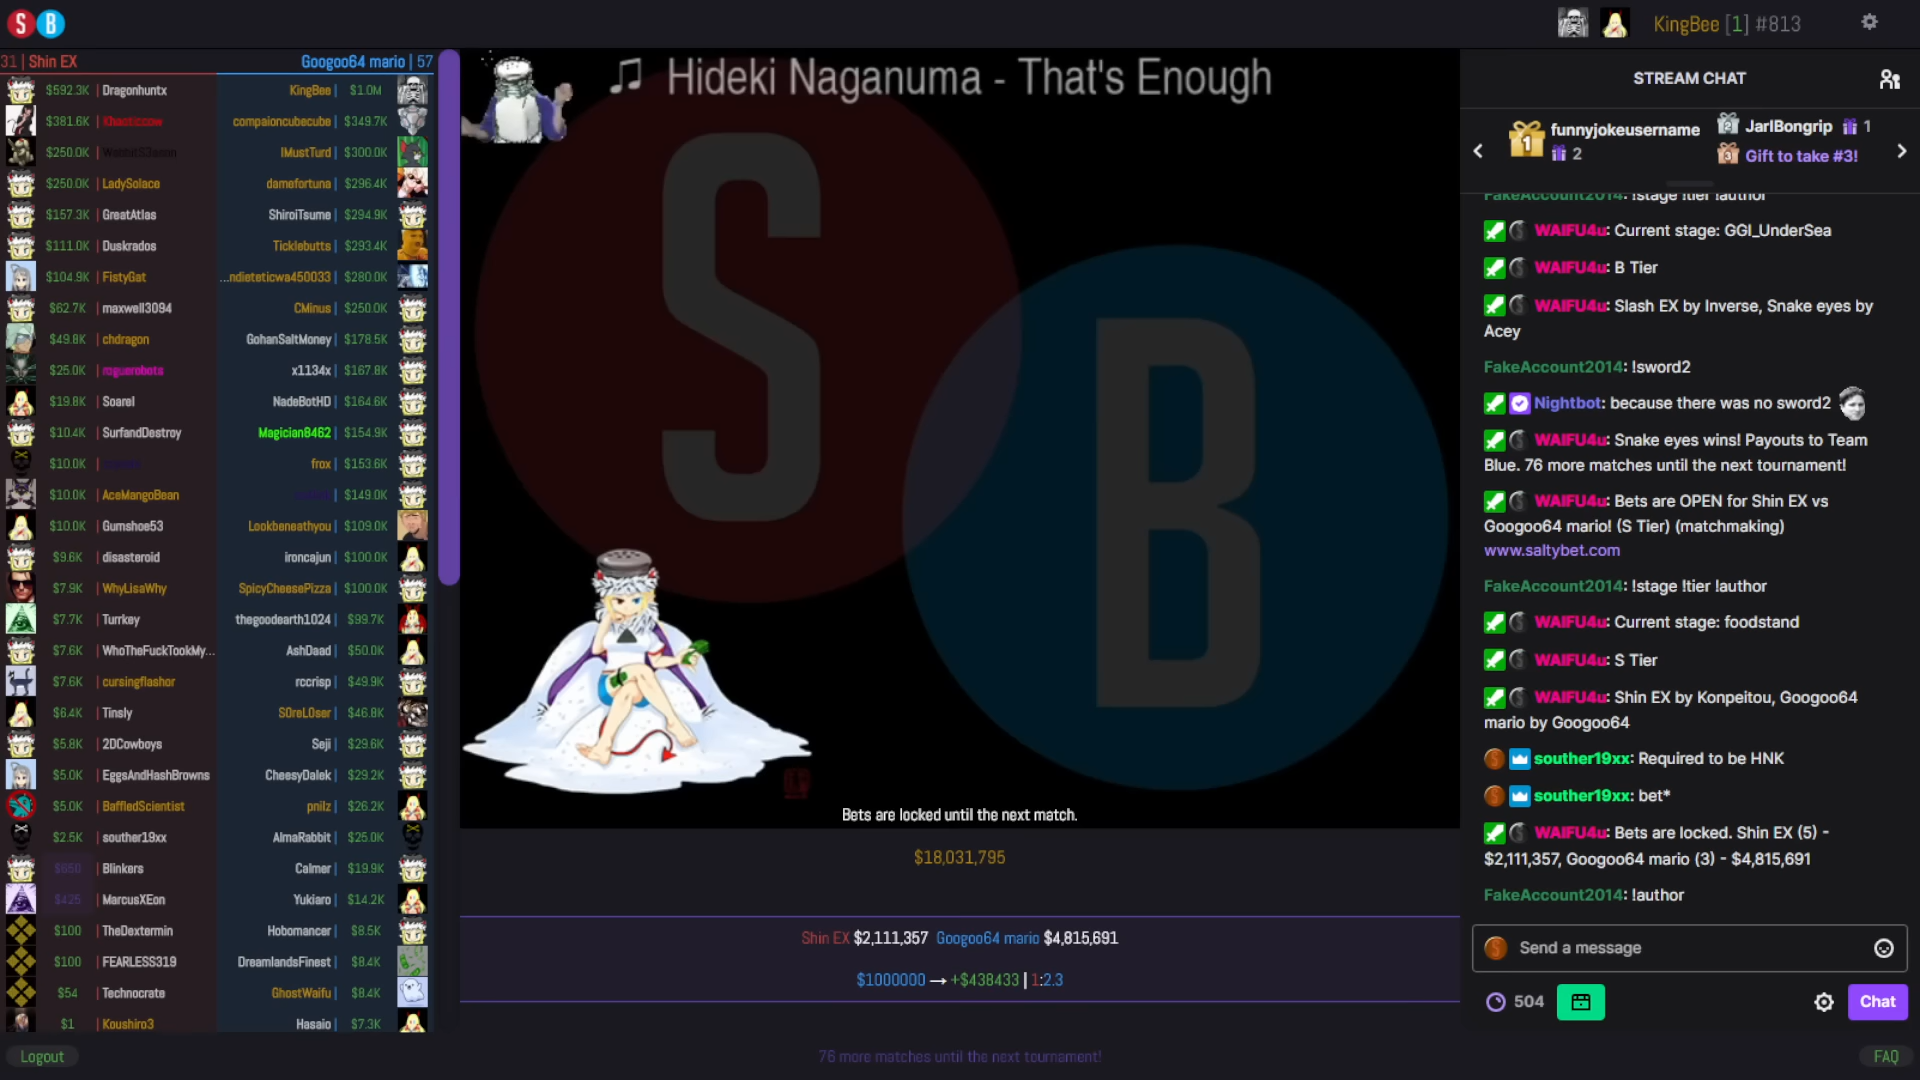 S B
KingBee [1] #813
31 | Shin EX
Googoo64 mario | 57
$592.3K | Dragonhuntx
$381.6K | Khaoticcow
$250.0K
$250.0K | LadySolace
$157.3K | GreatAtlas
$111.0K | Duskrados
$104.9K | FistyGat
$62.7K | maxwell3094
$49.8K | chdragon
$25.0K | roguerobots
$19.8K | Soarel
$10.4K | SurfandDestroy
$10.0K |
$10.0K | AceMangoBean
$10.0K | Gumshoe53
$9.6K | disasteroid
$7.9K | WhyLisaWhy
$7.7K | Turrkey
$7.6K | WhoTheFuckTookMy...
$7.6K | cursingflashor
$6.4K | Tinsly
$5.8K | 2DCowboys
$5.0K | EggsAndHashBrowns
$5.0K | BaffledScientist
$2.5K | souther19xx
$650 | Blinkers
$425 | MarcusXEon
$100 | TheDextermin
$100 | FEARLESS319
$54 | Technocrate
$1 | Koushiro3
KingBee | $1.0M
compaioncubecube | $349.7K
IMustTurd | $300.0K
damefortuna | $296.4K
ShiroiTsume | $294.9K
Ticklebutts | $293.4K
...ndieteticwa450033 | $280.0K
CMinus | $250.0K
GohanSaltMoney | $178.5K
x1134x | $167.8K
NadeBotHD | $164.6K
Magician8462 | $154.9K
frox | $153.6K
| $149.0K
Lookbeneathyou | $109.0K
ironcajun | $100.0K
SpicyCheesePizza | $100.0K
thegoodearth1024 | $99.7K
AshDaad | $50.0K
rccrisp | $49.9K
S0reL0ser | $46.8K
Seji | $29.6K
CheesyDalek | $29.2K
pnilz | $26.2K
AlmaRabbit | $25.0K
Calmer | $19.9K
Yukiaro | $14.2K
Hobomancer | $8.5K
DreamlandsFinest | $8.4K
GhostWaifu | $8.4K
Hasaio | $7.3K
Logout
♫ Hideki Naganuma - That's Enough
S
B
Bets are locked until the next match.
$18,031,795
Shin EX $2,111,357 Googoo64 mario $4,815,691
$1000000 → +$438433 | 1:2.3
76 more matches until the next tournament!
STREAM CHAT
1 funnyjokeusername
2
2 JarlBongrip 1
3 Gift to take #3!
FakeAccount2014: !stage !tier !author
WAIFU4u: Current stage: GGI_UnderSea
WAIFU4u: B Tier
WAIFU4u: Slash EX by Inverse, Snake eyes by
Acey
FakeAccount2014: !sword2
Nightbot: because there was no sword2
WAIFU4u: Snake eyes wins! Payouts to Team
Blue. 76 more matches until the next tournament!
WAIFU4u: Bets are OPEN for Shin EX vs
Googoo64 mario! (S Tier) (matchmaking)
www.saltybet.com
FakeAccount2014: !stage !tier !author
WAIFU4u: Current stage: foodstand
WAIFU4u: S Tier
WAIFU4u: Shin EX by Konpeitou, Googoo64
mario by Googoo64
souther19xx: Required to be HNK
souther19xx: bet*
WAIFU4u: Bets are locked. Shin EX (5) -
$2,111,357, Googoo64 mario (3) - $4,815,691
FakeAccount2014: !author
Send a message
504
Chat
FAQ